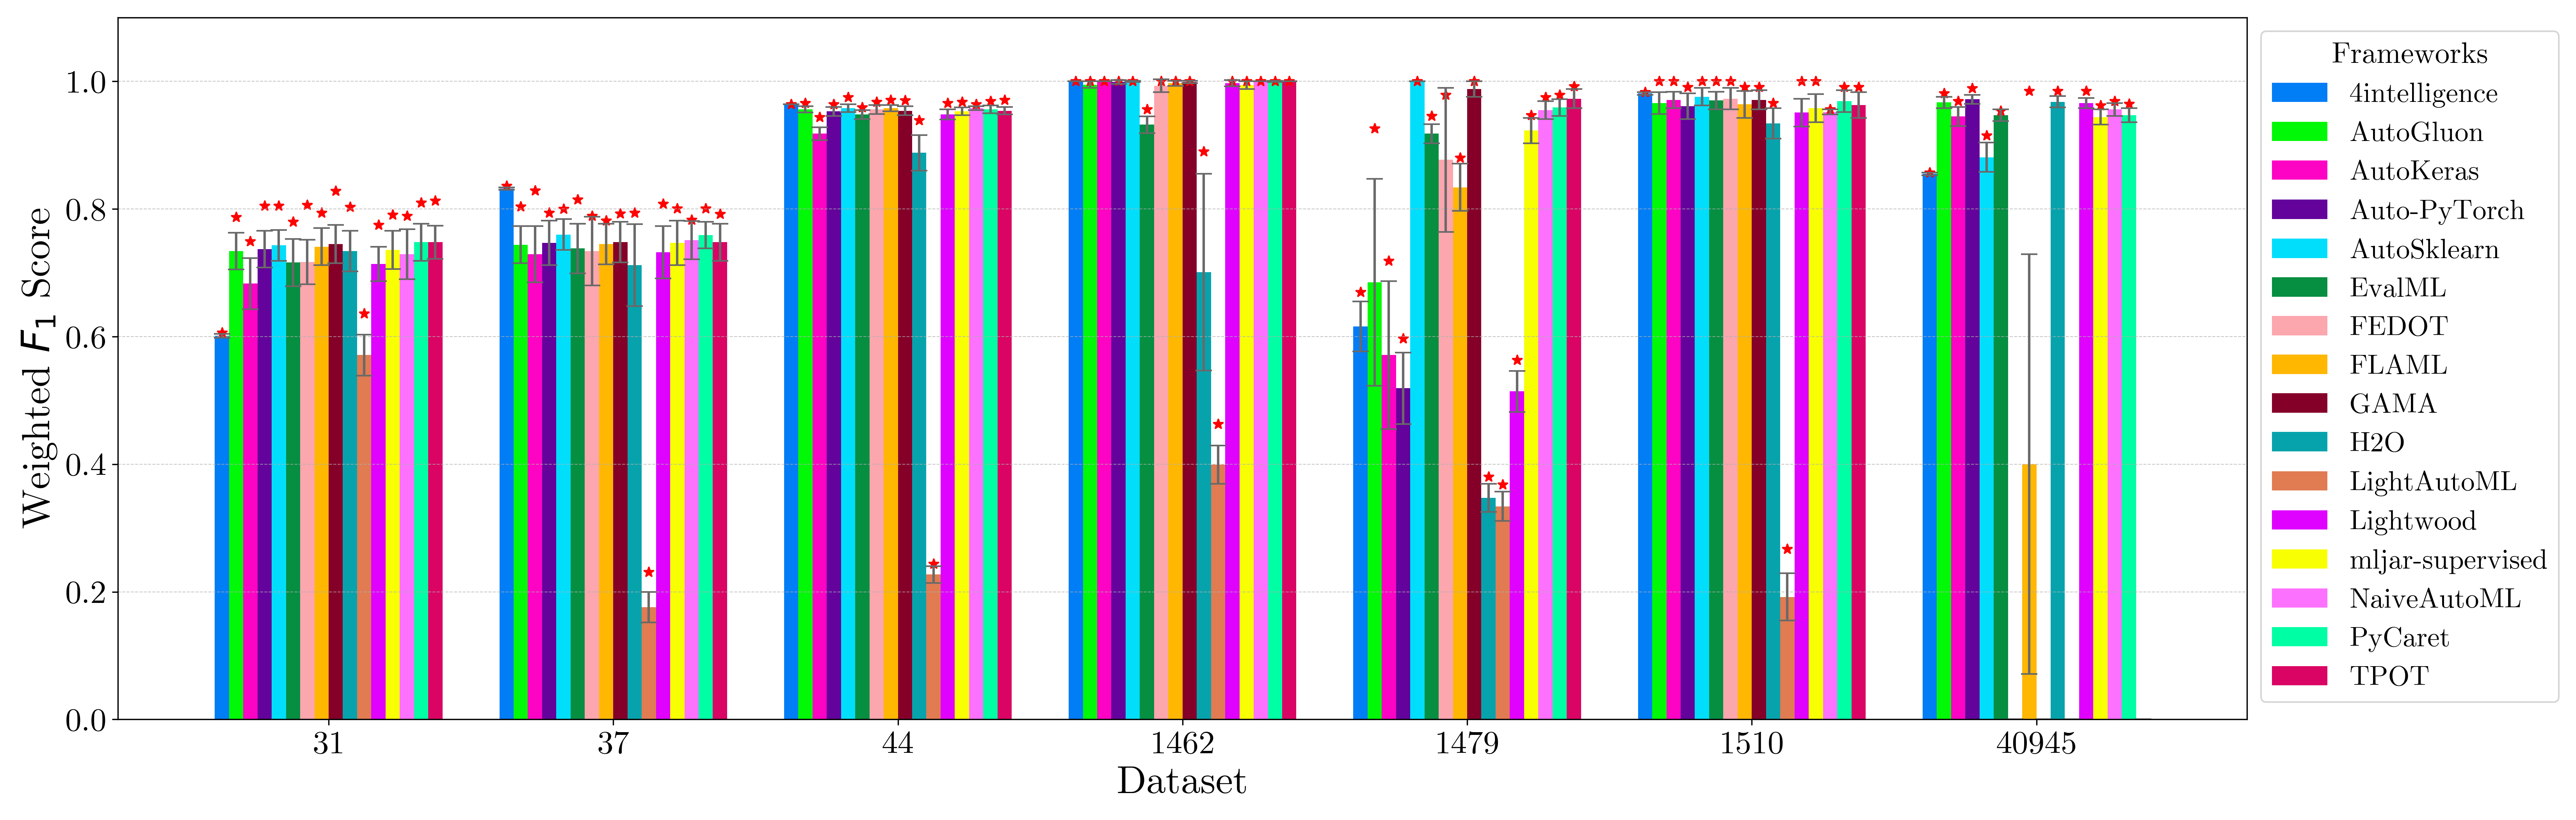 Weighted F1 Score
1.0
0.8
0.6
0.4
0.2
0.0
31 37 44 1462 1479 1510 40945
Dataset
Frameworks
4intelligence
AutoGluon
AutoKeras
Auto-PyTorch
AutoSklearn
EvalML
FEDOT
FLAML
GAMA
H2O
LightAutoML
Lightwood
mljar-supervised
NaiveAutoML
PyCaret
TPOT